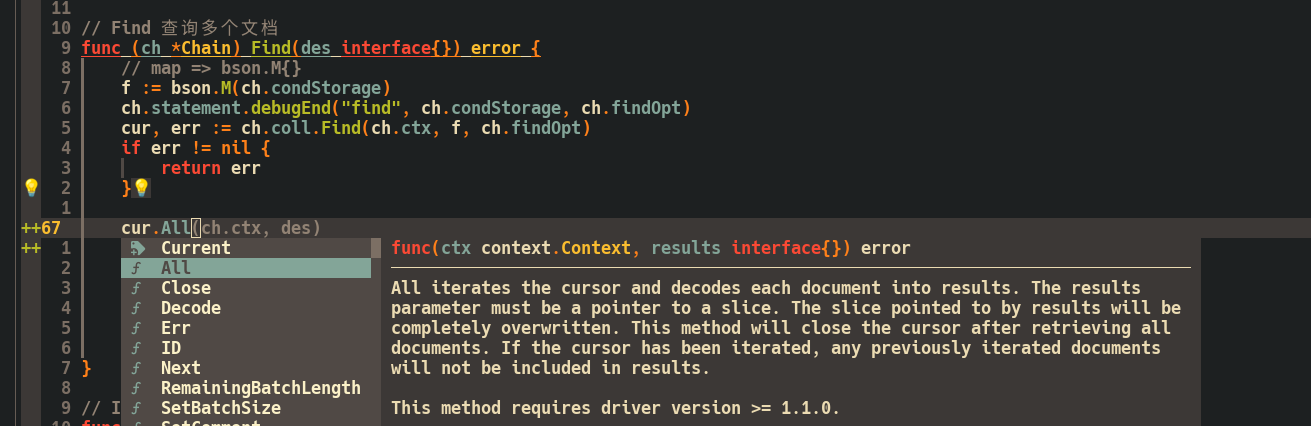 11
10 // Find 查询多个文档
9 func (ch *Chain) Find(des interface{}) error {
8 // map => bson.M{}
7 f := bson.M(ch.condStorage)
6 ch.statement.debugEnd("find", ch.condStorage, ch.findOpt)
5 cur, err := ch.coll.Find(ch.ctx, f, ch.findOpt)
4 if err != nil {
3 return err
2 }
1
++67 cur.All(ch.ctx, des)
++ 1 Current func(ctx context.Context, results interface{}) error
2 All
3 Close All iterates the cursor and decodes each document into results. The results
4 Decode parameter must be a pointer to a slice. The slice pointed to by results will be
5 Err completely overwritten. This method will close the cursor after retrieving all
6 ID documents. If the cursor has been iterated, any previously iterated documents
7 } Next will not be included in results.
8 RemainingBatchLength
9 // I SetBatchSize This method requires driver version >= 1.1.0.
10 func SetComment